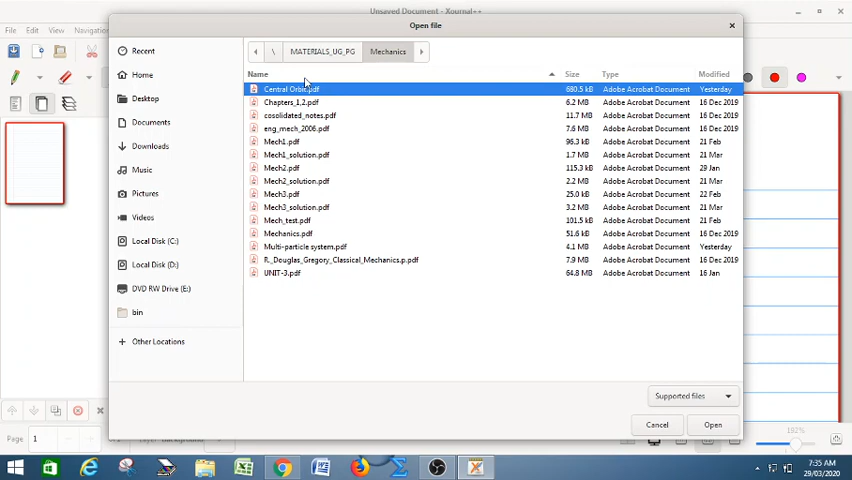 Unsaved Document - Xournal++
File Edit View Navigation
Open file
Recent
\ MATERIALS_UG_PG Mechanics
Home
Name Size Type Modified
Desktop
Central Orbit.pdf 680.5 kB Adobe Acrobat Document Yesterday
Chapters_1,2.pdf 6.2 MB Adobe Acrobat Document 16 Dec 2019
Documents
cosolidated_notes.pdf 11.7 MB Adobe Acrobat Document 16 Dec 2019
eng_mech_2006.pdf 7.6 MB Adobe Acrobat Document 16 Dec 2019
Downloads
Mech1.pdf 96.3 kB Adobe Acrobat Document 21 Feb
Mech1_solution.pdf 1.7 MB Adobe Acrobat Document 21 Mar
Music
Mech2.pdf 115.3 kB Adobe Acrobat Document 29 Jan
Mech2_solution.pdf 2.2 MB Adobe Acrobat Document 21 Mar
Pictures
Mech3.pdf 25.0 kB Adobe Acrobat Document 22 Feb
Mech3_solution.pdf 3.2 MB Adobe Acrobat Document 21 Mar
Videos
Mech_test.pdf 101.5 kB Adobe Acrobat Document 21 Feb
Mechanics.pdf 51.6 kB Adobe Acrobat Document 16 Dec 2019
Local Disk (C:)
Multi-particle system.pdf 4.1 MB Adobe Acrobat Document Yesterday
R._Douglas_Gregory_Classical_Mechanics.p.pdf 7.9 MB Adobe Acrobat Document 16 Dec 2019
Local Disk (D:)
UNIT-3.pdf 64.8 MB Adobe Acrobat Document 16 Jan
DVD RW Drive (E:)
bin
Other Locations
Supported files
Cancel Open
Page 1
192%
7:35 AM
29/03/2020